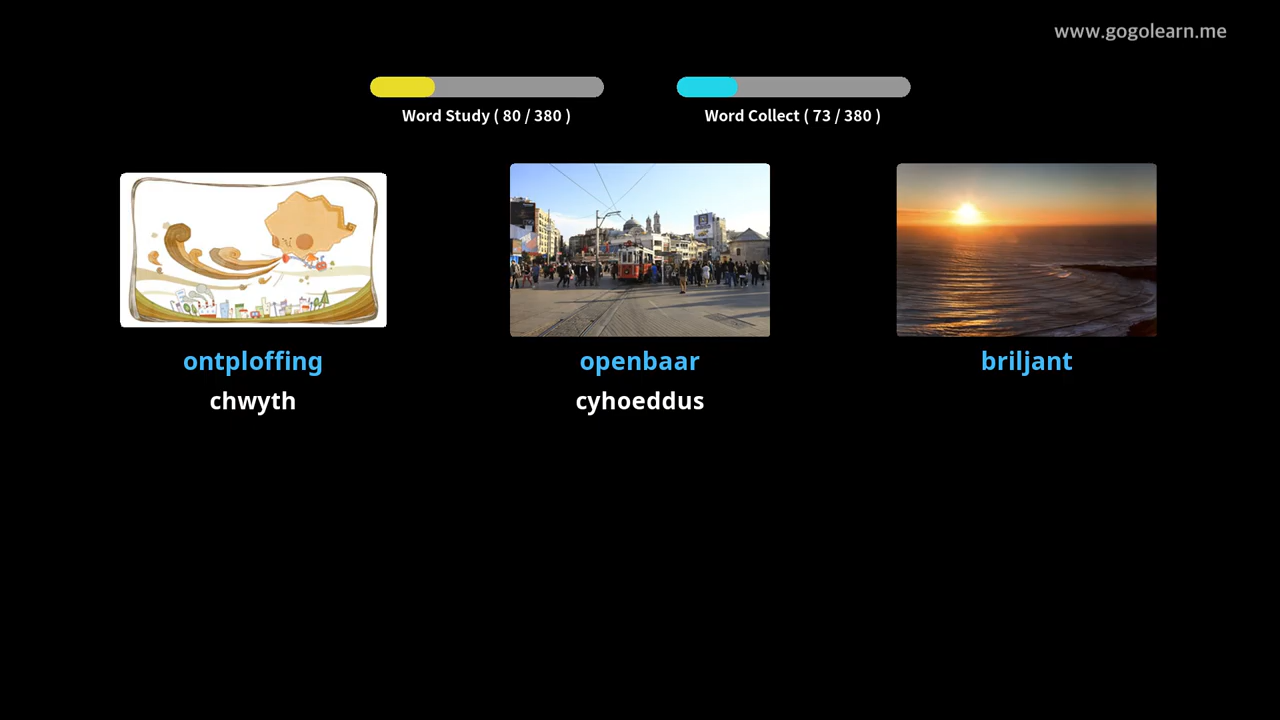 www.gogolearn.me
Word Study ( 80 / 380 )
Word Collect ( 73 / 380 )
ontploffing
openbaar
briljant
chwyth
cyhoeddus